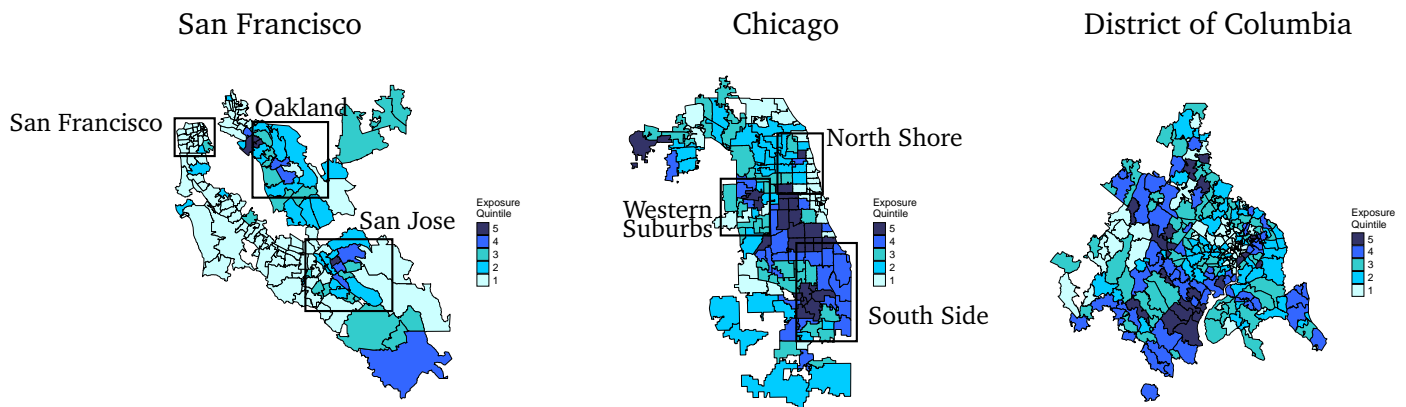 San Francisco
San Francisco
Oakland
San Jose
Exposure
Quintile
5
4
3
2
1
Chicago
North Shore
Western
Suburbs
South Side
Exposure
Quintile
5
4
3
2
1
District of Columbia
Exposure
Quintile
5
4
3
2
1